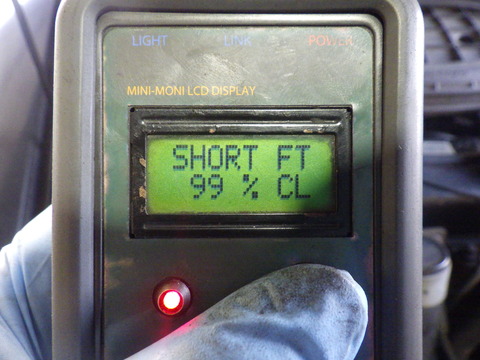 LIGHT LINK POWER
MINI-MONI LCD DISPLAY
SHORT FT
99 % CL